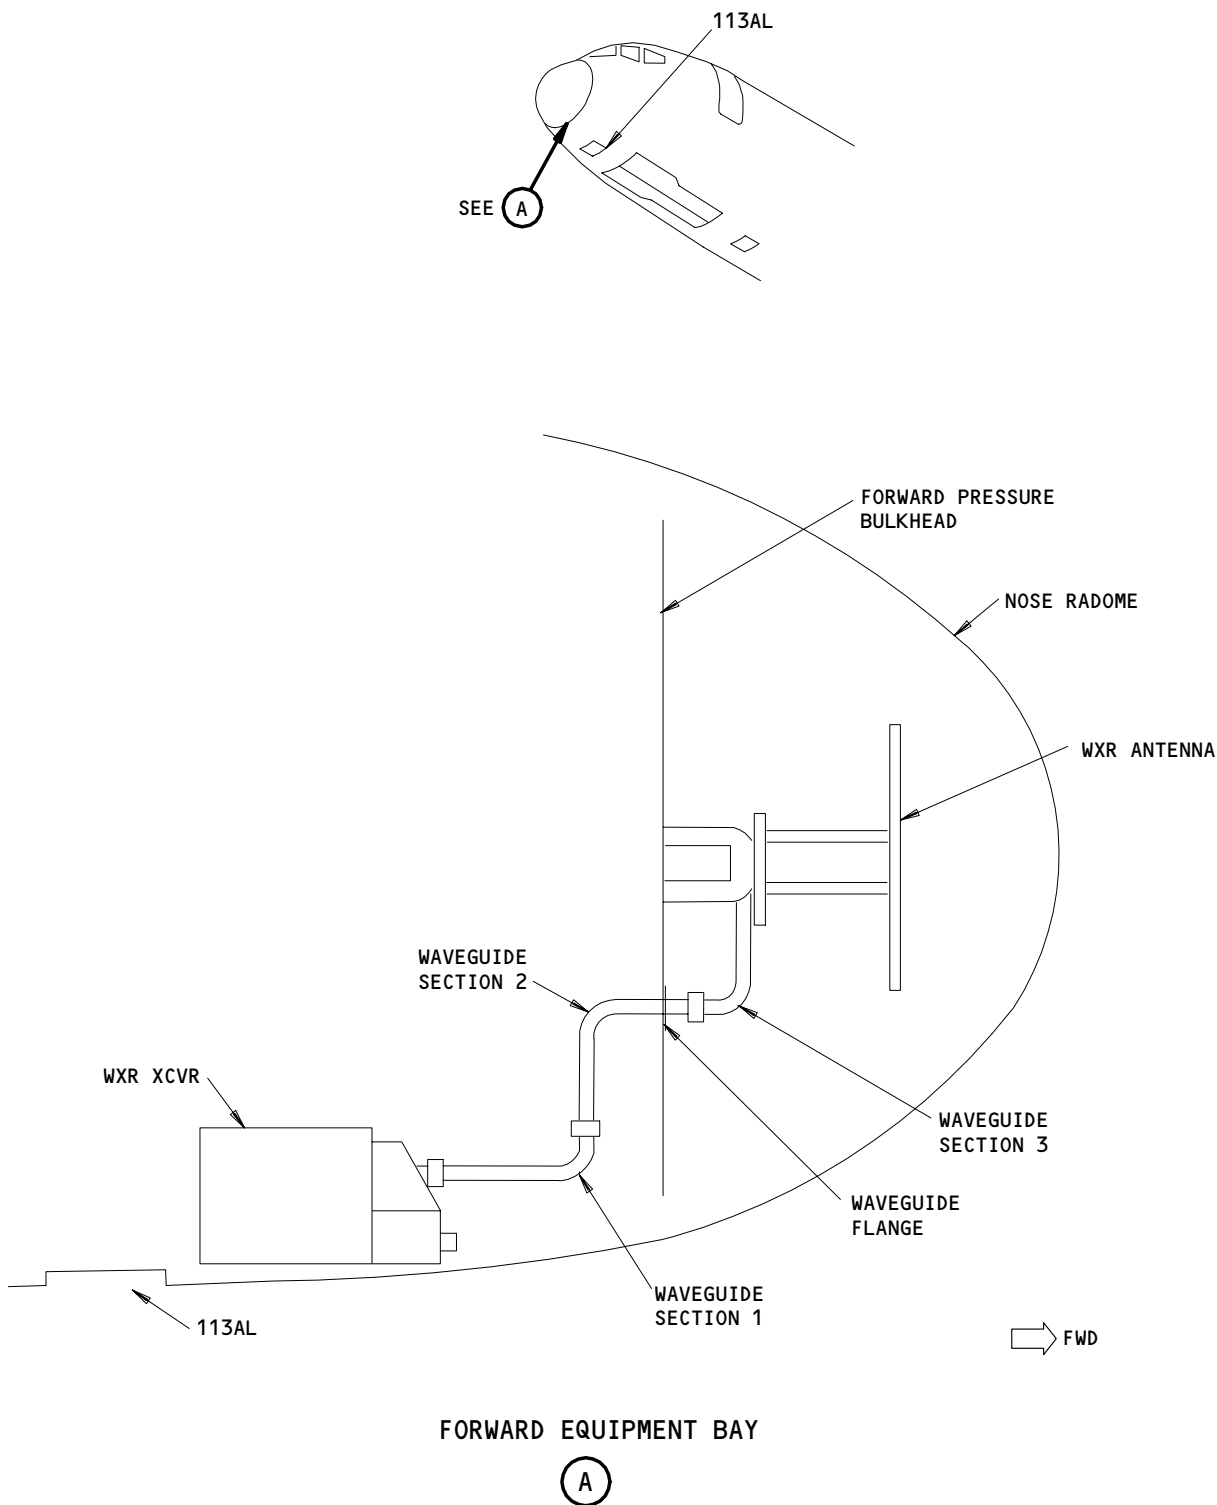 113AL
SEE A
FORWARD PRESSURE
BULKHEAD
NOSE RADOME
WXR ANTENNA
WAVEGUIDE
SECTION 2
WXR XCVR
WAVEGUIDE
SECTION 3
WAVEGUIDE
FLANGE
WAVEGUIDE
SECTION 1
113AL
FWD
FORWARD EQUIPMENT BAY
A